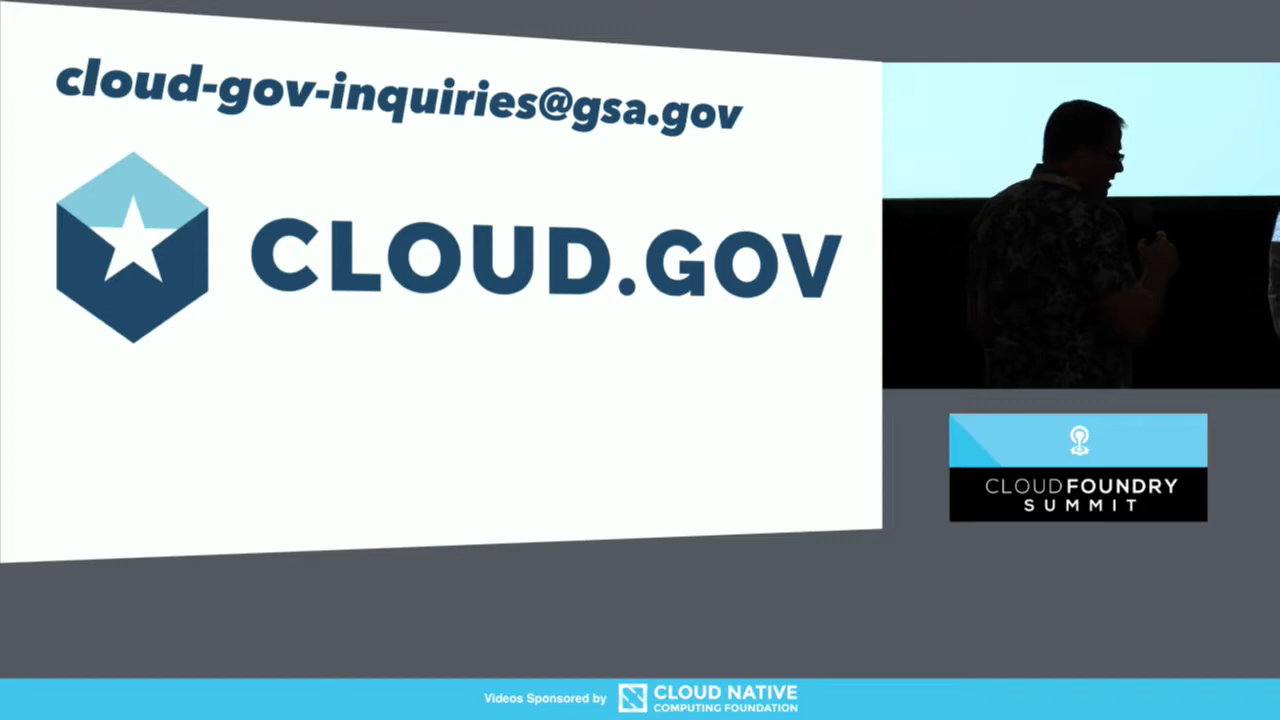 cloud-gov-inquiries@gsa.gov
CLOUD.GOV
CLOUDFOUNDRY
SUMMIT
Videos Sponsored by
CLOUD NATIVE
COMPUTING FOUNDATION